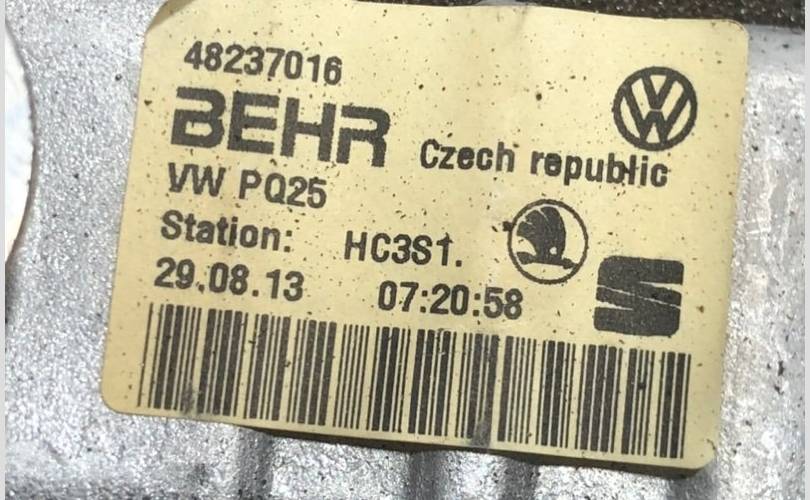 48237016
BEHR Czech republic
VW PQ25
Station: HC3S1.
29.08.13 07:20:58